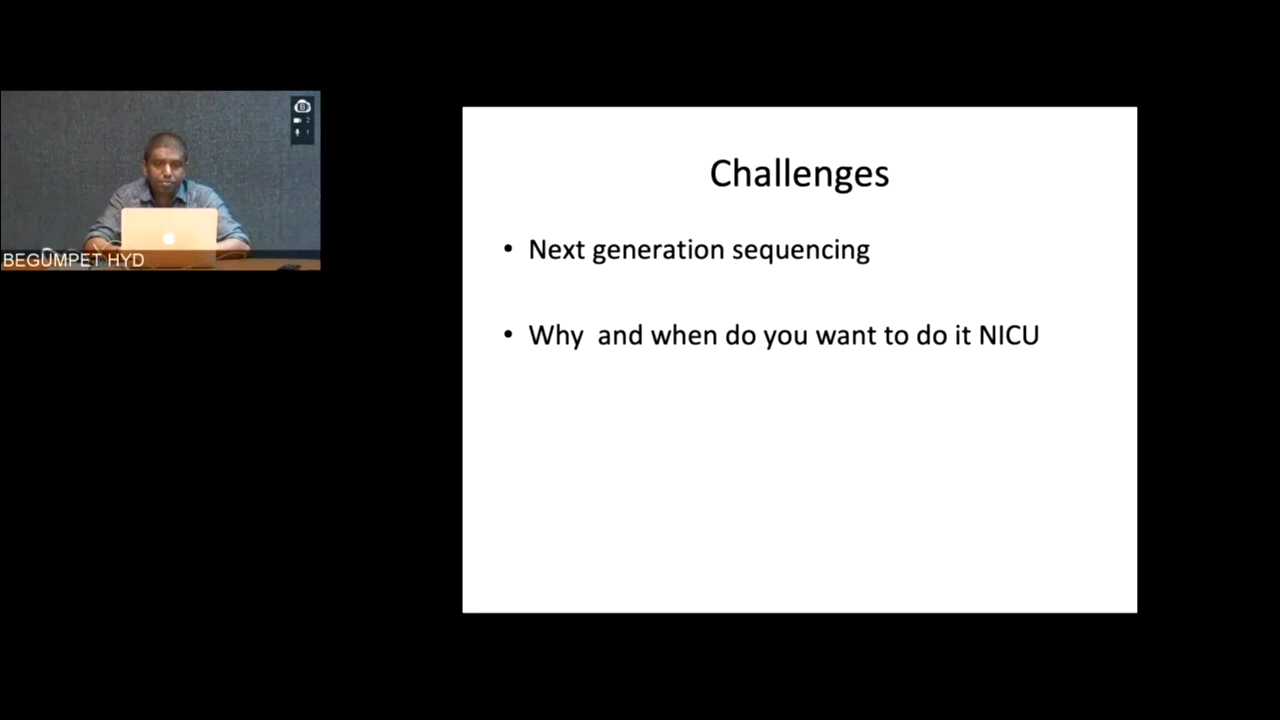 BEGUMPET HYD
Challenges
• Next generation sequencing
• Why  and when do you want to do it NICU